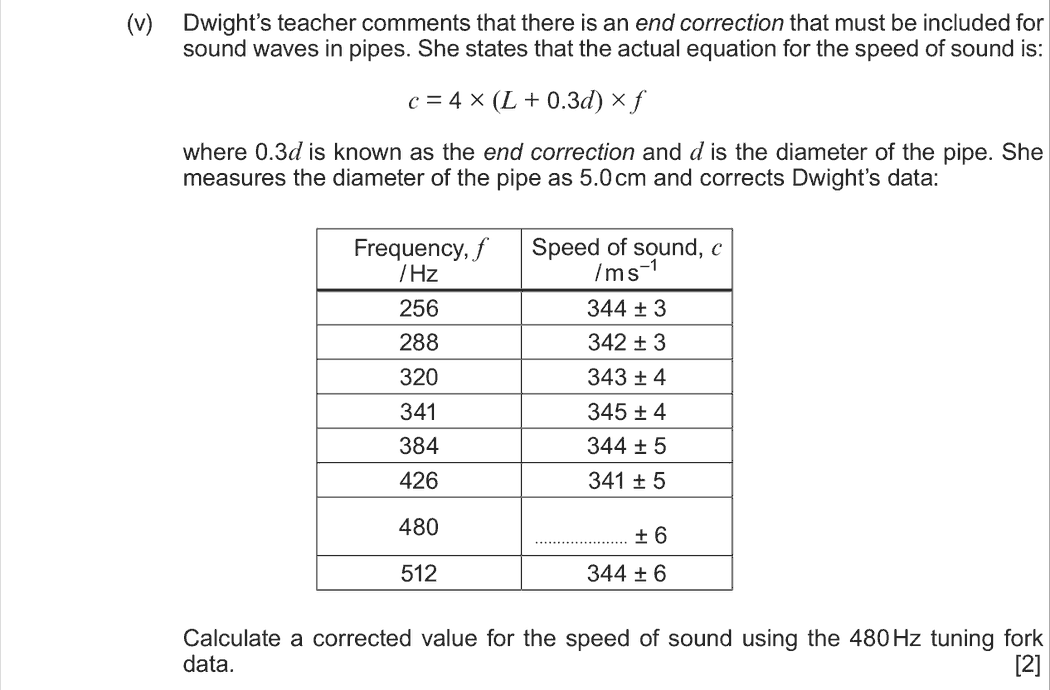 (v) Dwight's teacher comments that there is an end correction that must be included for
sound waves in pipes. She states that the actual equation for the speed of sound is:
c = 4 × (L + 0.3d) × f
where 0.3d is known as the end correction and d is the diameter of the pipe. She
measures the diameter of the pipe as 5.0 cm and corrects Dwight's data:
Frequency, f /Hz Speed of sound, c /m s⁻¹
256 344 ± 3
288 342 ± 3
320 343 ± 4
341 345 ± 4
384 344 ± 5
426 341 ± 5
480 ...................... ± 6
512 344 ± 6
Calculate a corrected value for the speed of sound using the 480 Hz tuning fork
data. [2]